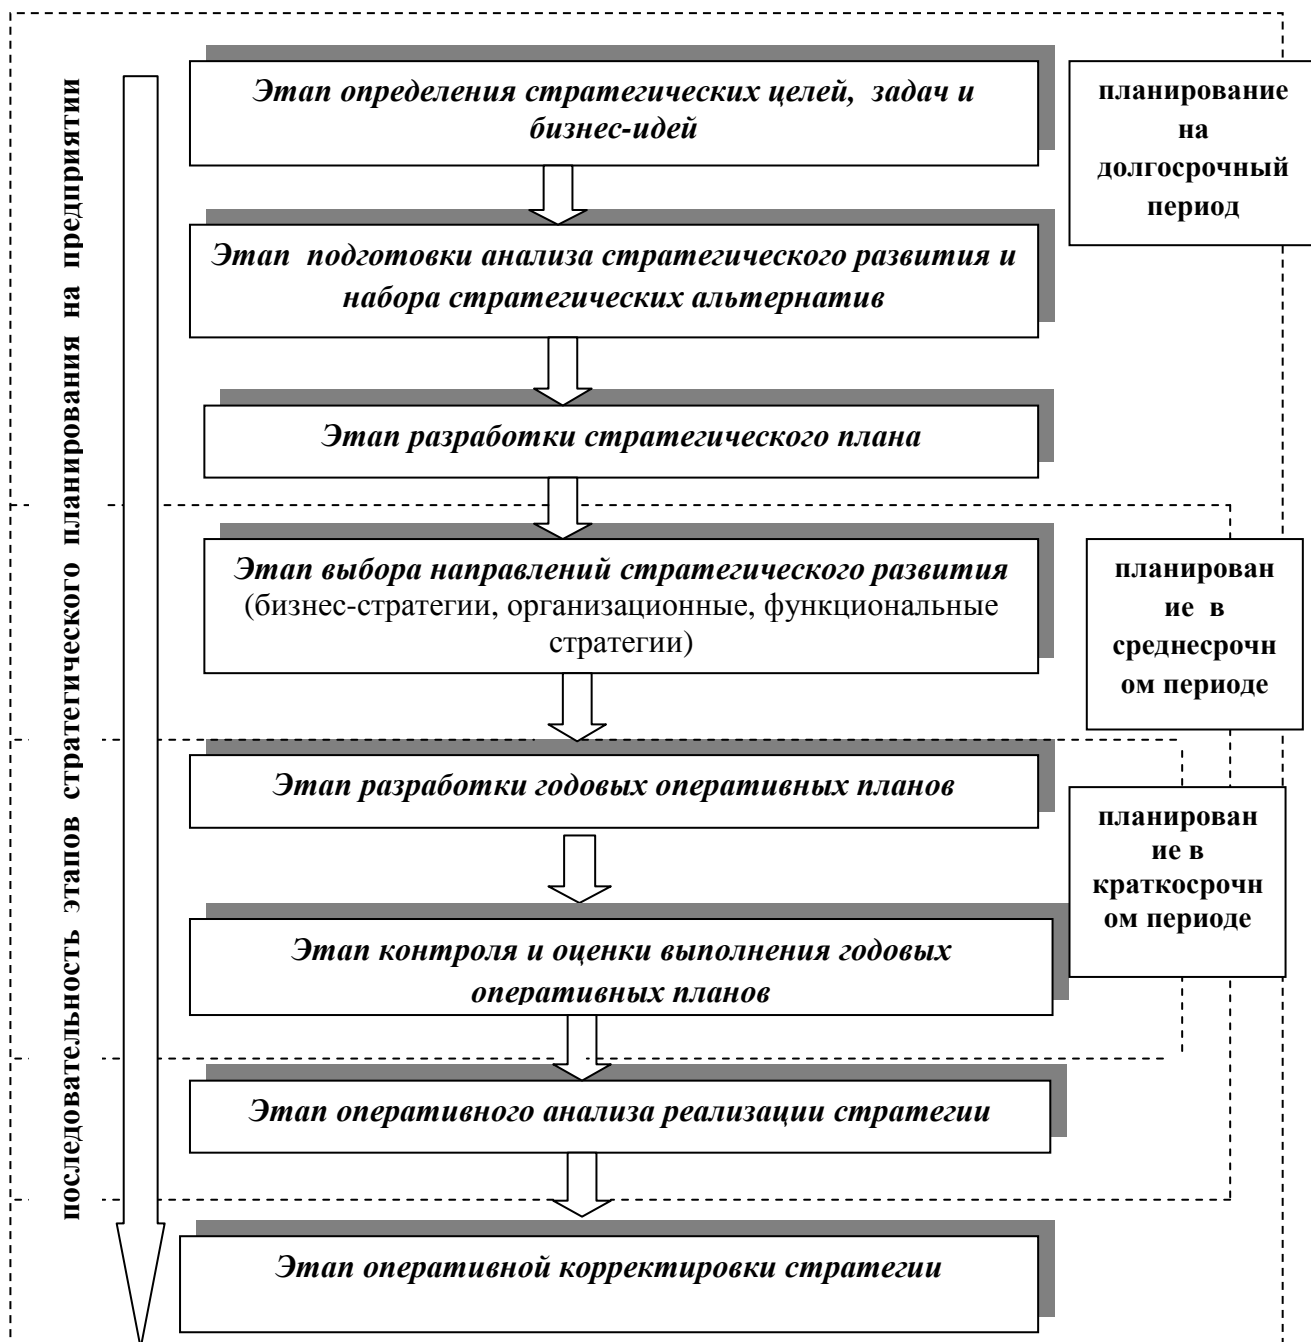 последовательность этапов стратегического планирования на предприятии
Этап определения стратегических целей, задач и
бизнес-идей
планирование
на
долгосрочный
период
Этап подготовки анализа стратегического развития и
набора стратегических альтернатив
Этап разработки стратегического плана
Этап выбора направлений стратегического развития
(бизнес-стратегии, организационные, функциональные
стратегии)
планирован
ие в
среднесрочн
ом периоде
Этап разработки годовых оперативных планов
планирован
ие в
краткосрочн
ом периоде
Этап контроля и оценки выполнения годовых
оперативных планов
Этап оперативного анализа реализации стратегии
Этап оперативной корректировки стратегии